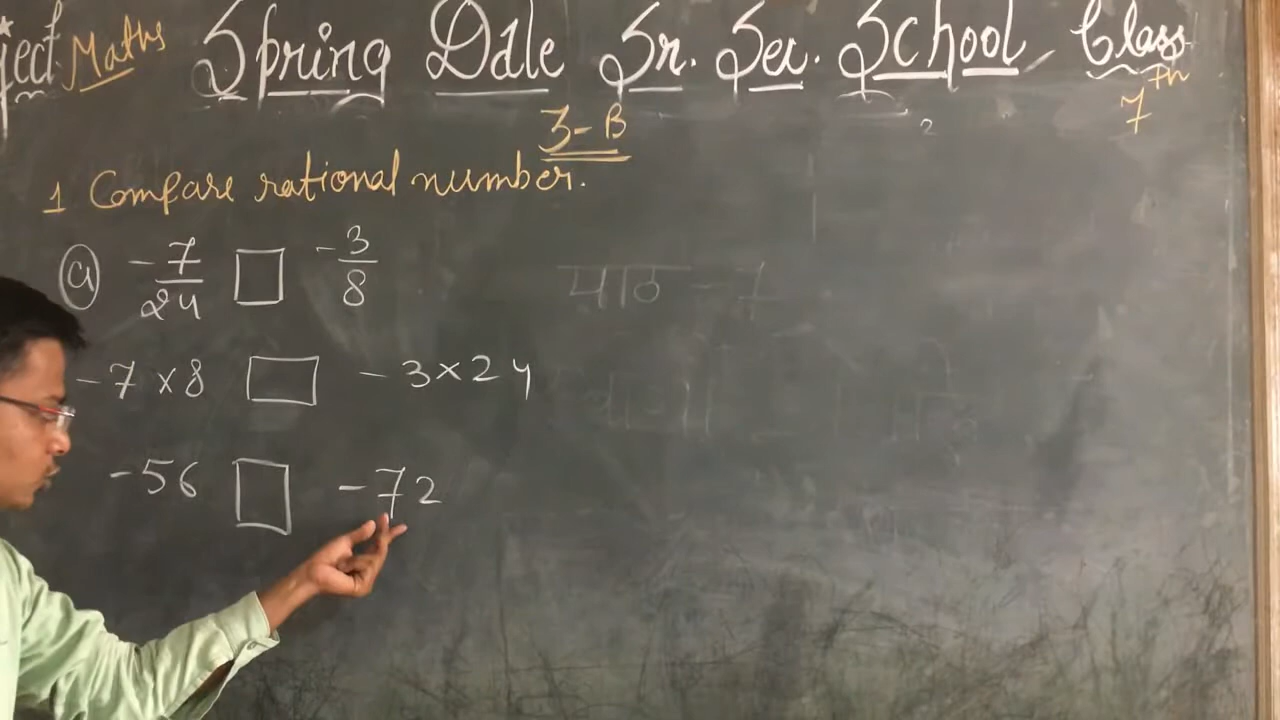 ject Maths Spring Dale Sr. Sec. School, Class 7th
3-B
1 Compare rational number.
a -7/24 □ -3/8
-7 × 8 □ -3 × 24
-56 □ -72
पाठ - 7